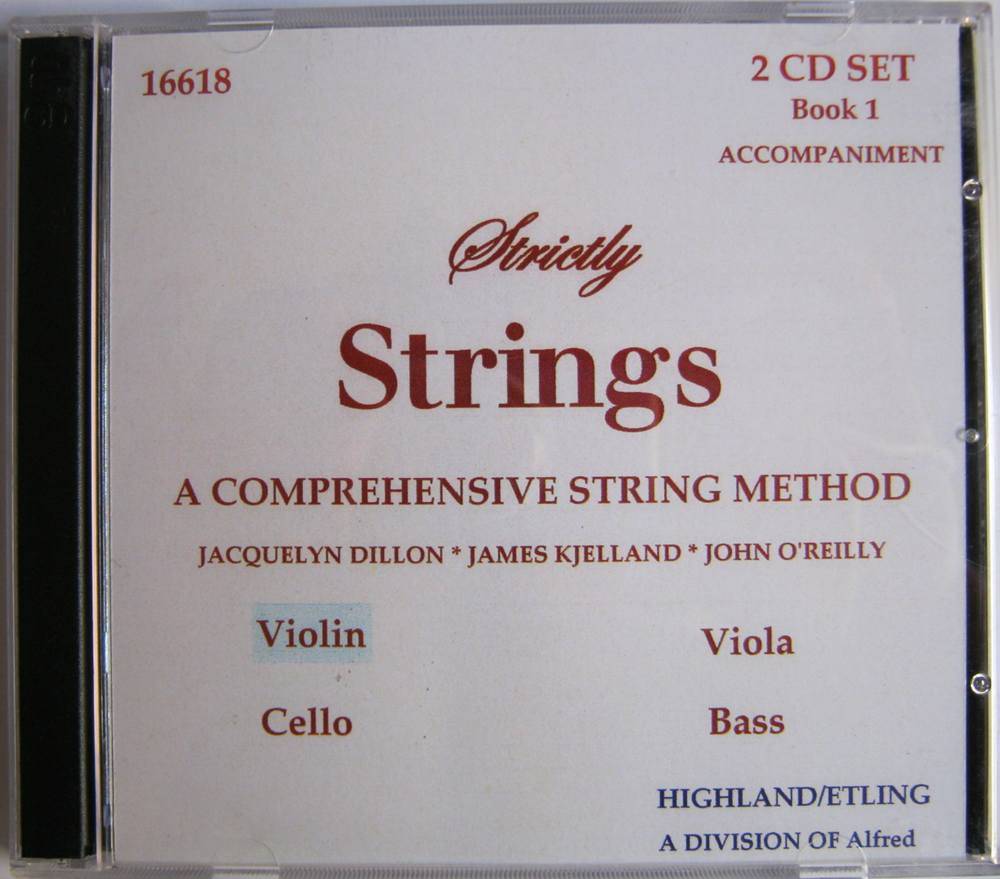 16618
2 CD SET
Book 1
ACCOMPANIMENT
Strictly
Strings
A COMPREHENSIVE STRING METHOD
JACQUELYN DILLON * JAMES KJELLAND * JOHN O'REILLY
Violin
Viola
Cello
Bass
HIGHLAND/ETLING
A DIVISION OF Alfred